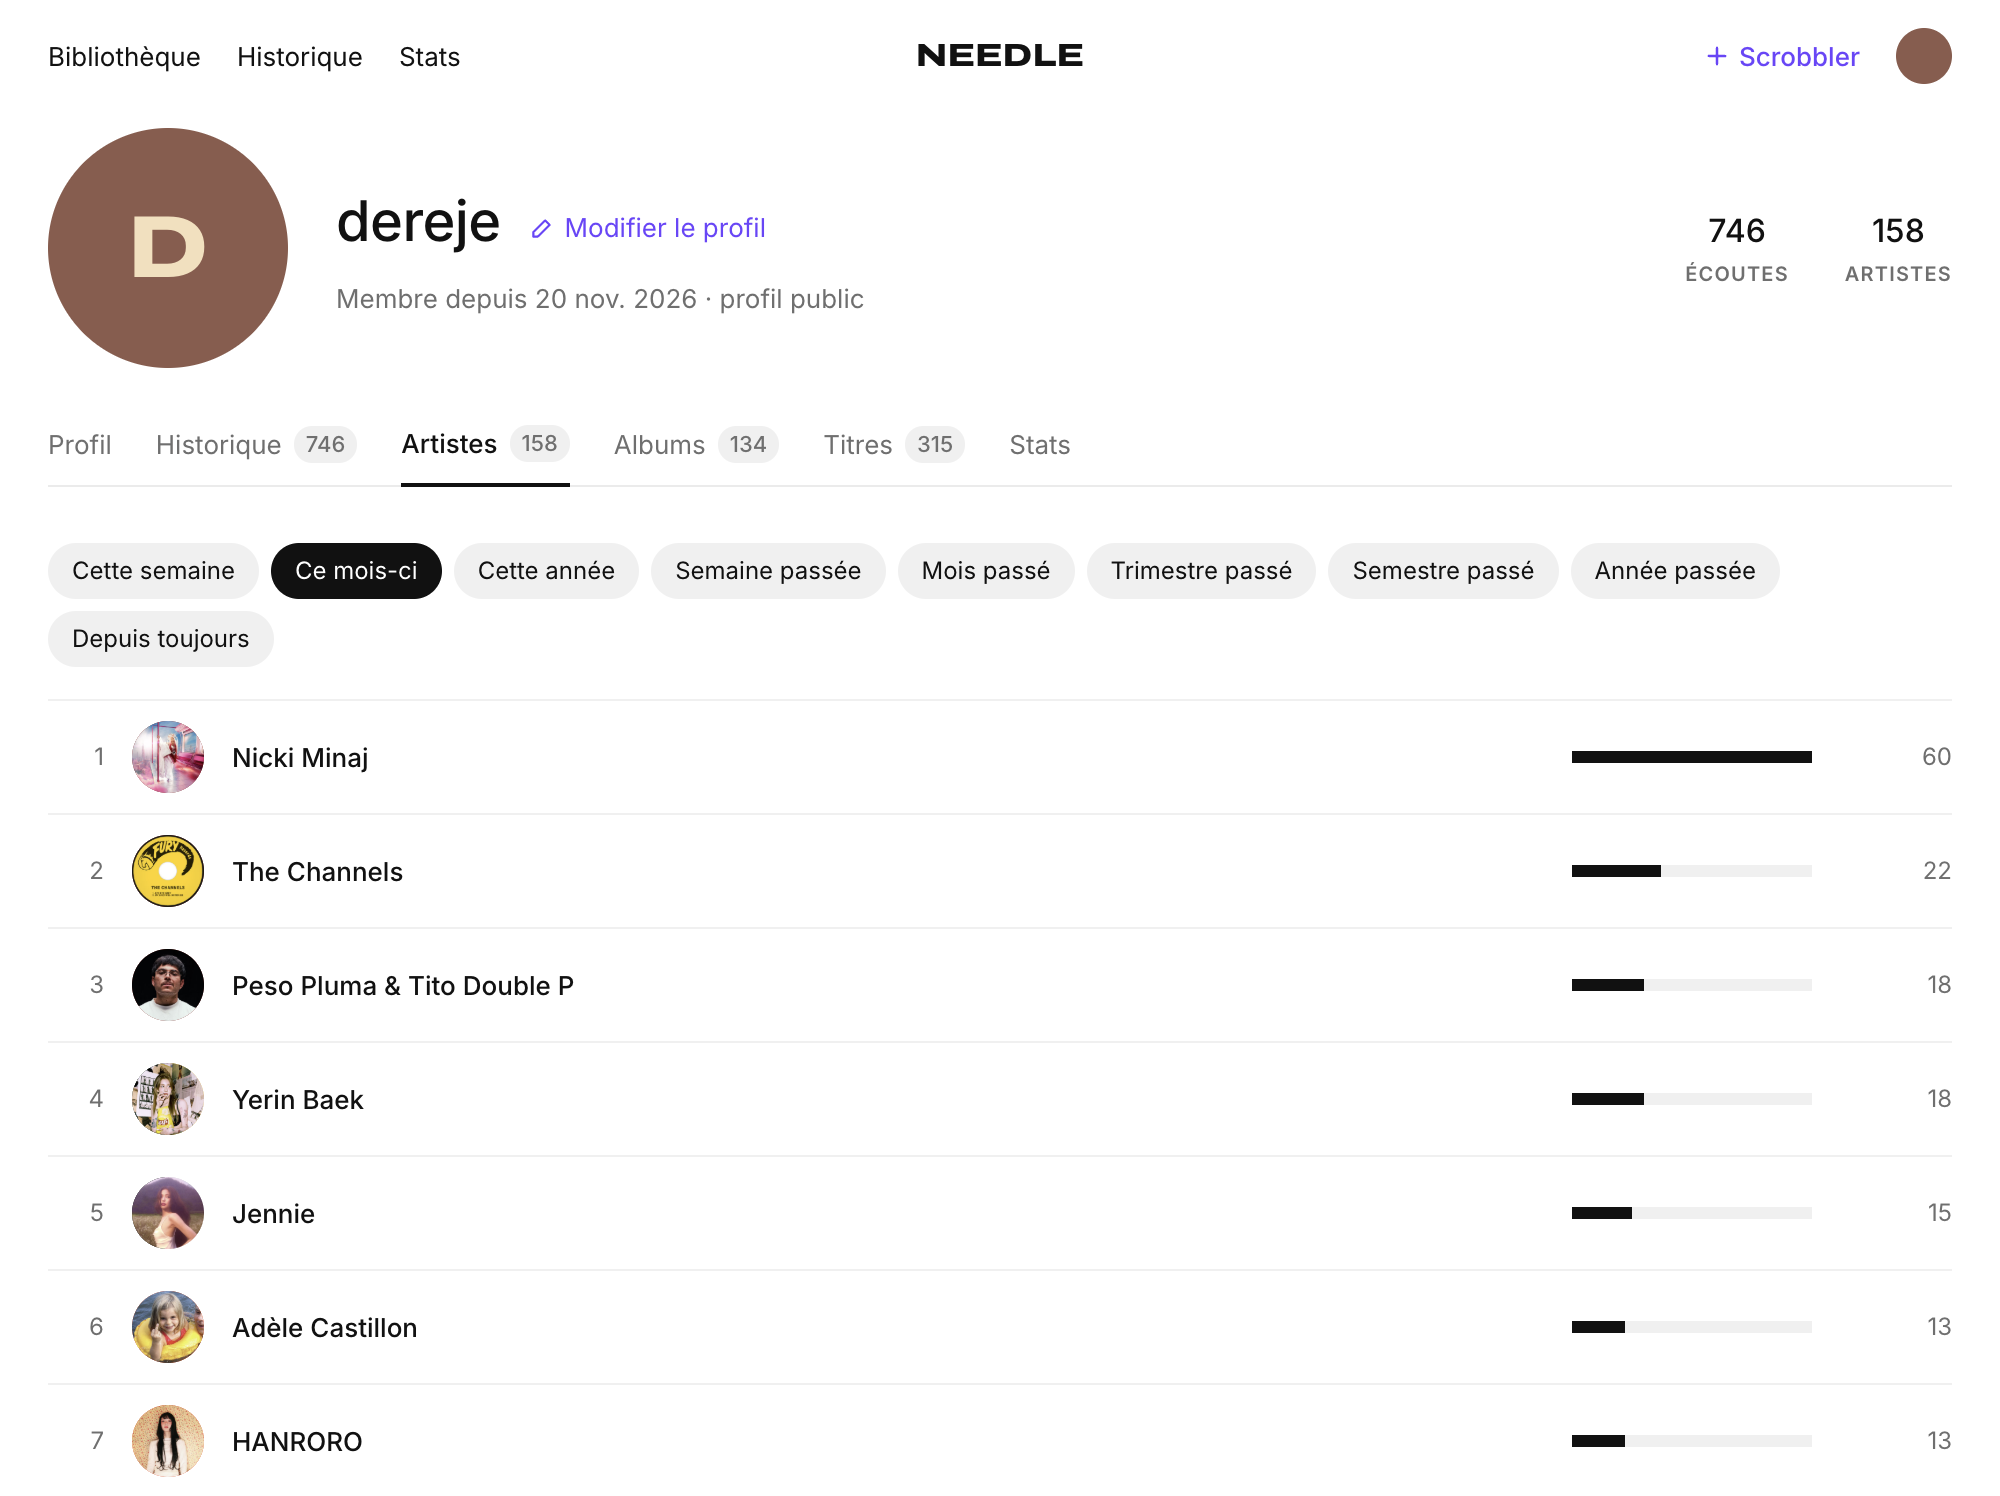 Bibliothèque Historique Stats NEEDLE + Scrobbler
D
dereje Modifier le profil
Membre depuis 20 nov. 2026 · profil public
746 158
ÉCOUTES ARTISTES
Profil Historique 746 Artistes 158 Albums 134 Titres 315 Stats
Cette semaine Ce mois-ci Cette année Semaine passée Mois passé Trimestre passé Semestre passé Année passée
Depuis toujours
1 Nicki Minaj 60
FURY
THE CHANNELS
2 The Channels 22
3 Peso Pluma & Tito Double P 18
4 Yerin Baek 18
5 Jennie 15
6 Adèle Castillon 13
7 HANRORO 13